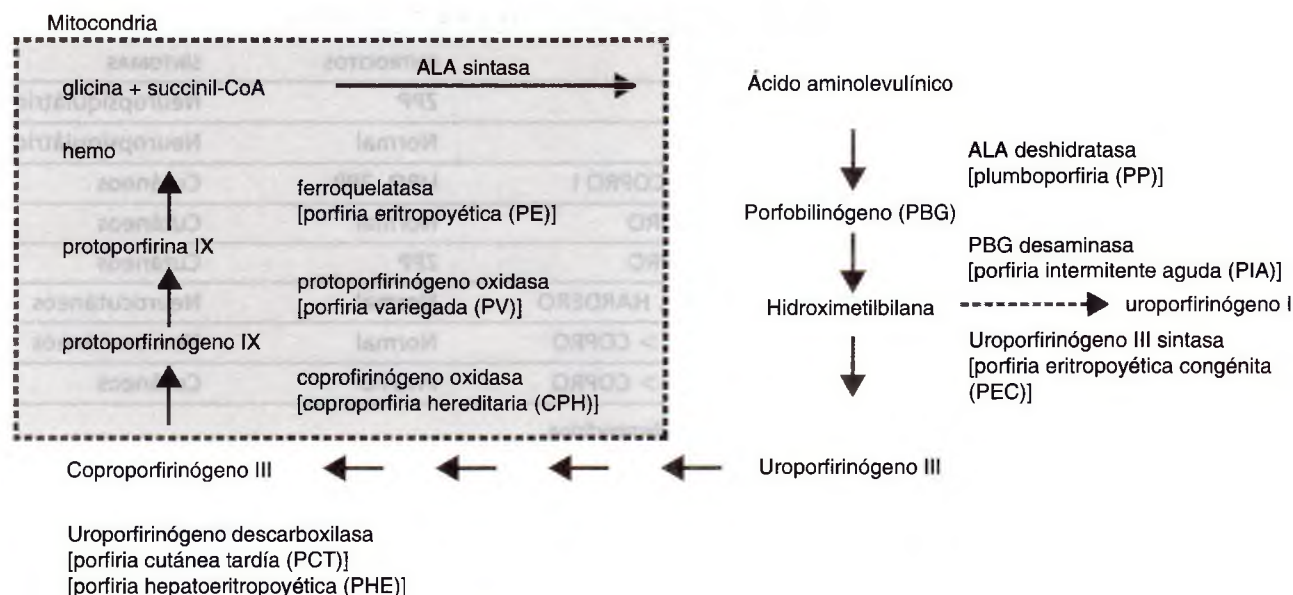 Mitocondria
glicina + succinil-CoA
ALA sintasa
Ácido aminolevulínico
hemo
ALA deshidratasa
[plumboporfiria (PP)]
ferroquelatasa
[porfiria eritropoyética (PE)]
Porfobilinógeno (PBG)
protoporfirina IX
PBG desaminasa
[porfiria intermitente aguda (PIA)]
protoporfirinógeno oxidasa
[porfiria variegada (PV)]
Hidroximetilbilana
uroporfirinógeno I
protoporfirinógeno IX
Uroporfirinógeno III sintasa
[porfiria eritropoyética congénita
(PEC)]
coprofirinógeno oxidasa
[coproporfiria hereditaria (CPH)]
Coproporfirinógeno III
Uroporfirinógeno III
Uroporfirinógeno descarboxilasa
[porfiria cutánea tardía (PCT)]
[porfiria hepatoeritropoyética (PHE)]